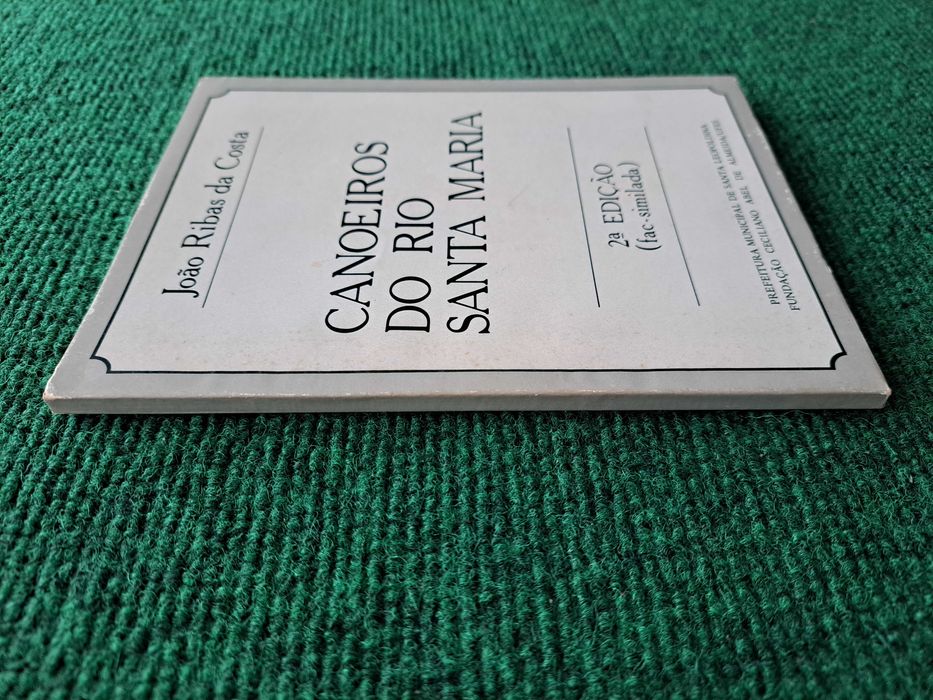 João Ribas da Costa
CANOEIROS
DO RIO
SANTA MARIA
2ª EDIÇÃO
(fac-similada)
PREFEITURA MUNICIPAL DE SANTA LEOPOLDINA
FUNDAÇÃO CECILIANO ABEL DE ALMEIDA/UFES